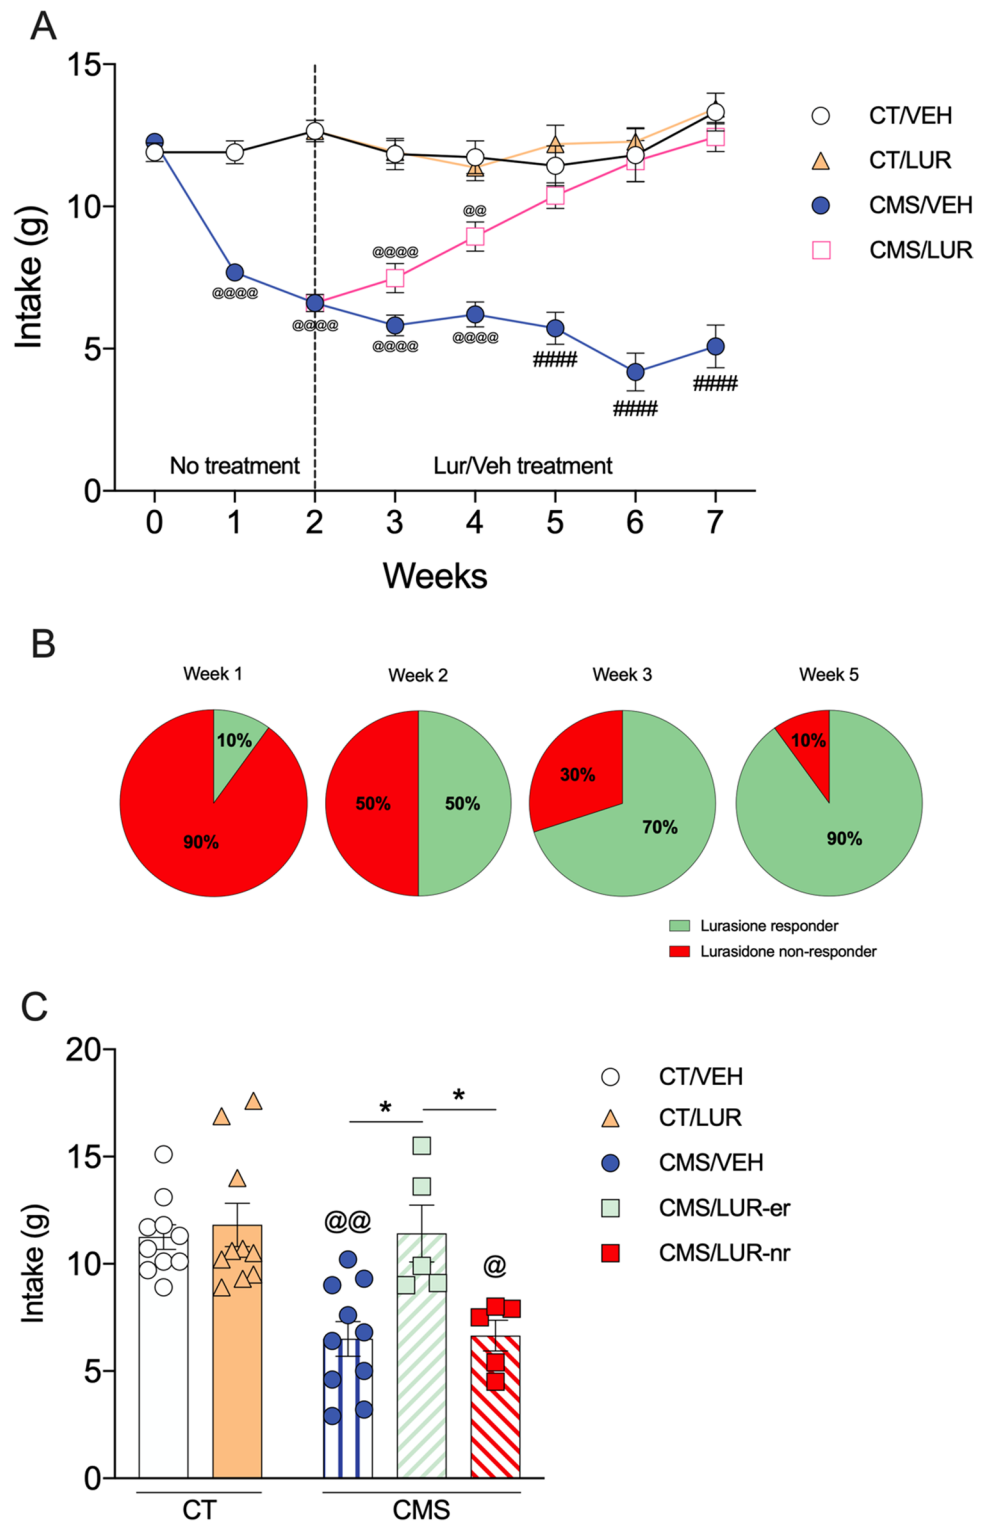 A
15
10
5
0
Intake (g)
@@@@
@@@@
@@@@
@@@@
@@
@@@@
####
####
####
No treatment
Lur/Veh treatment
0 1 2 3 4 5 6 7
Weeks
CT/VEH
CT/LUR
CMS/VEH
CMS/LUR
B
Week 1 Week 2 Week 3 Week 5
10%
90%
50%
50%
30%
70%
10%
90%
Lurasione responder
Lurasidone non-responder
C
20
15
10
5
0
Intake (g)
* *
@@
@
CT CMS
CT/VEH
CT/LUR
CMS/VEH
CMS/LUR-er
CMS/LUR-nr